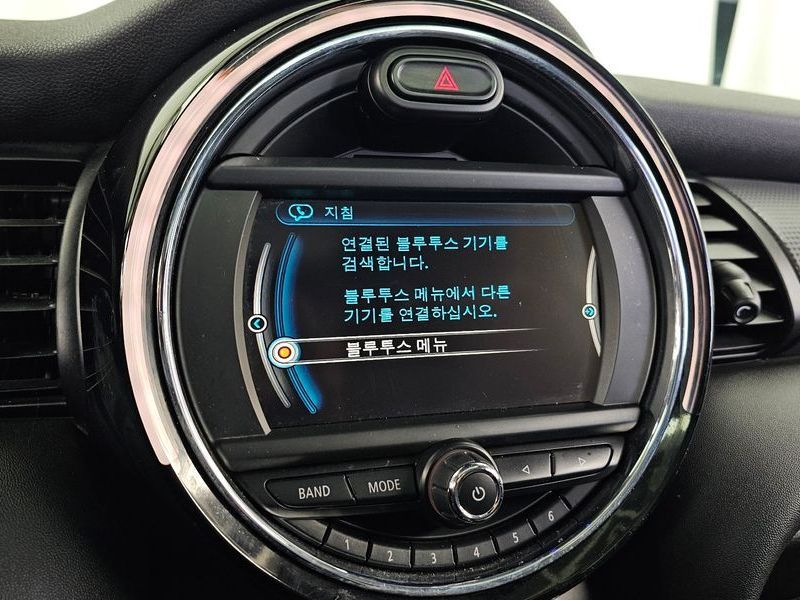 지침
연결된 블루투스 기기를
검색합니다.
블루투스 메뉴에서 다른
기기를 연결하십시오.
블루투스 메뉴
BAND MODE
1 2 3 4 5 6